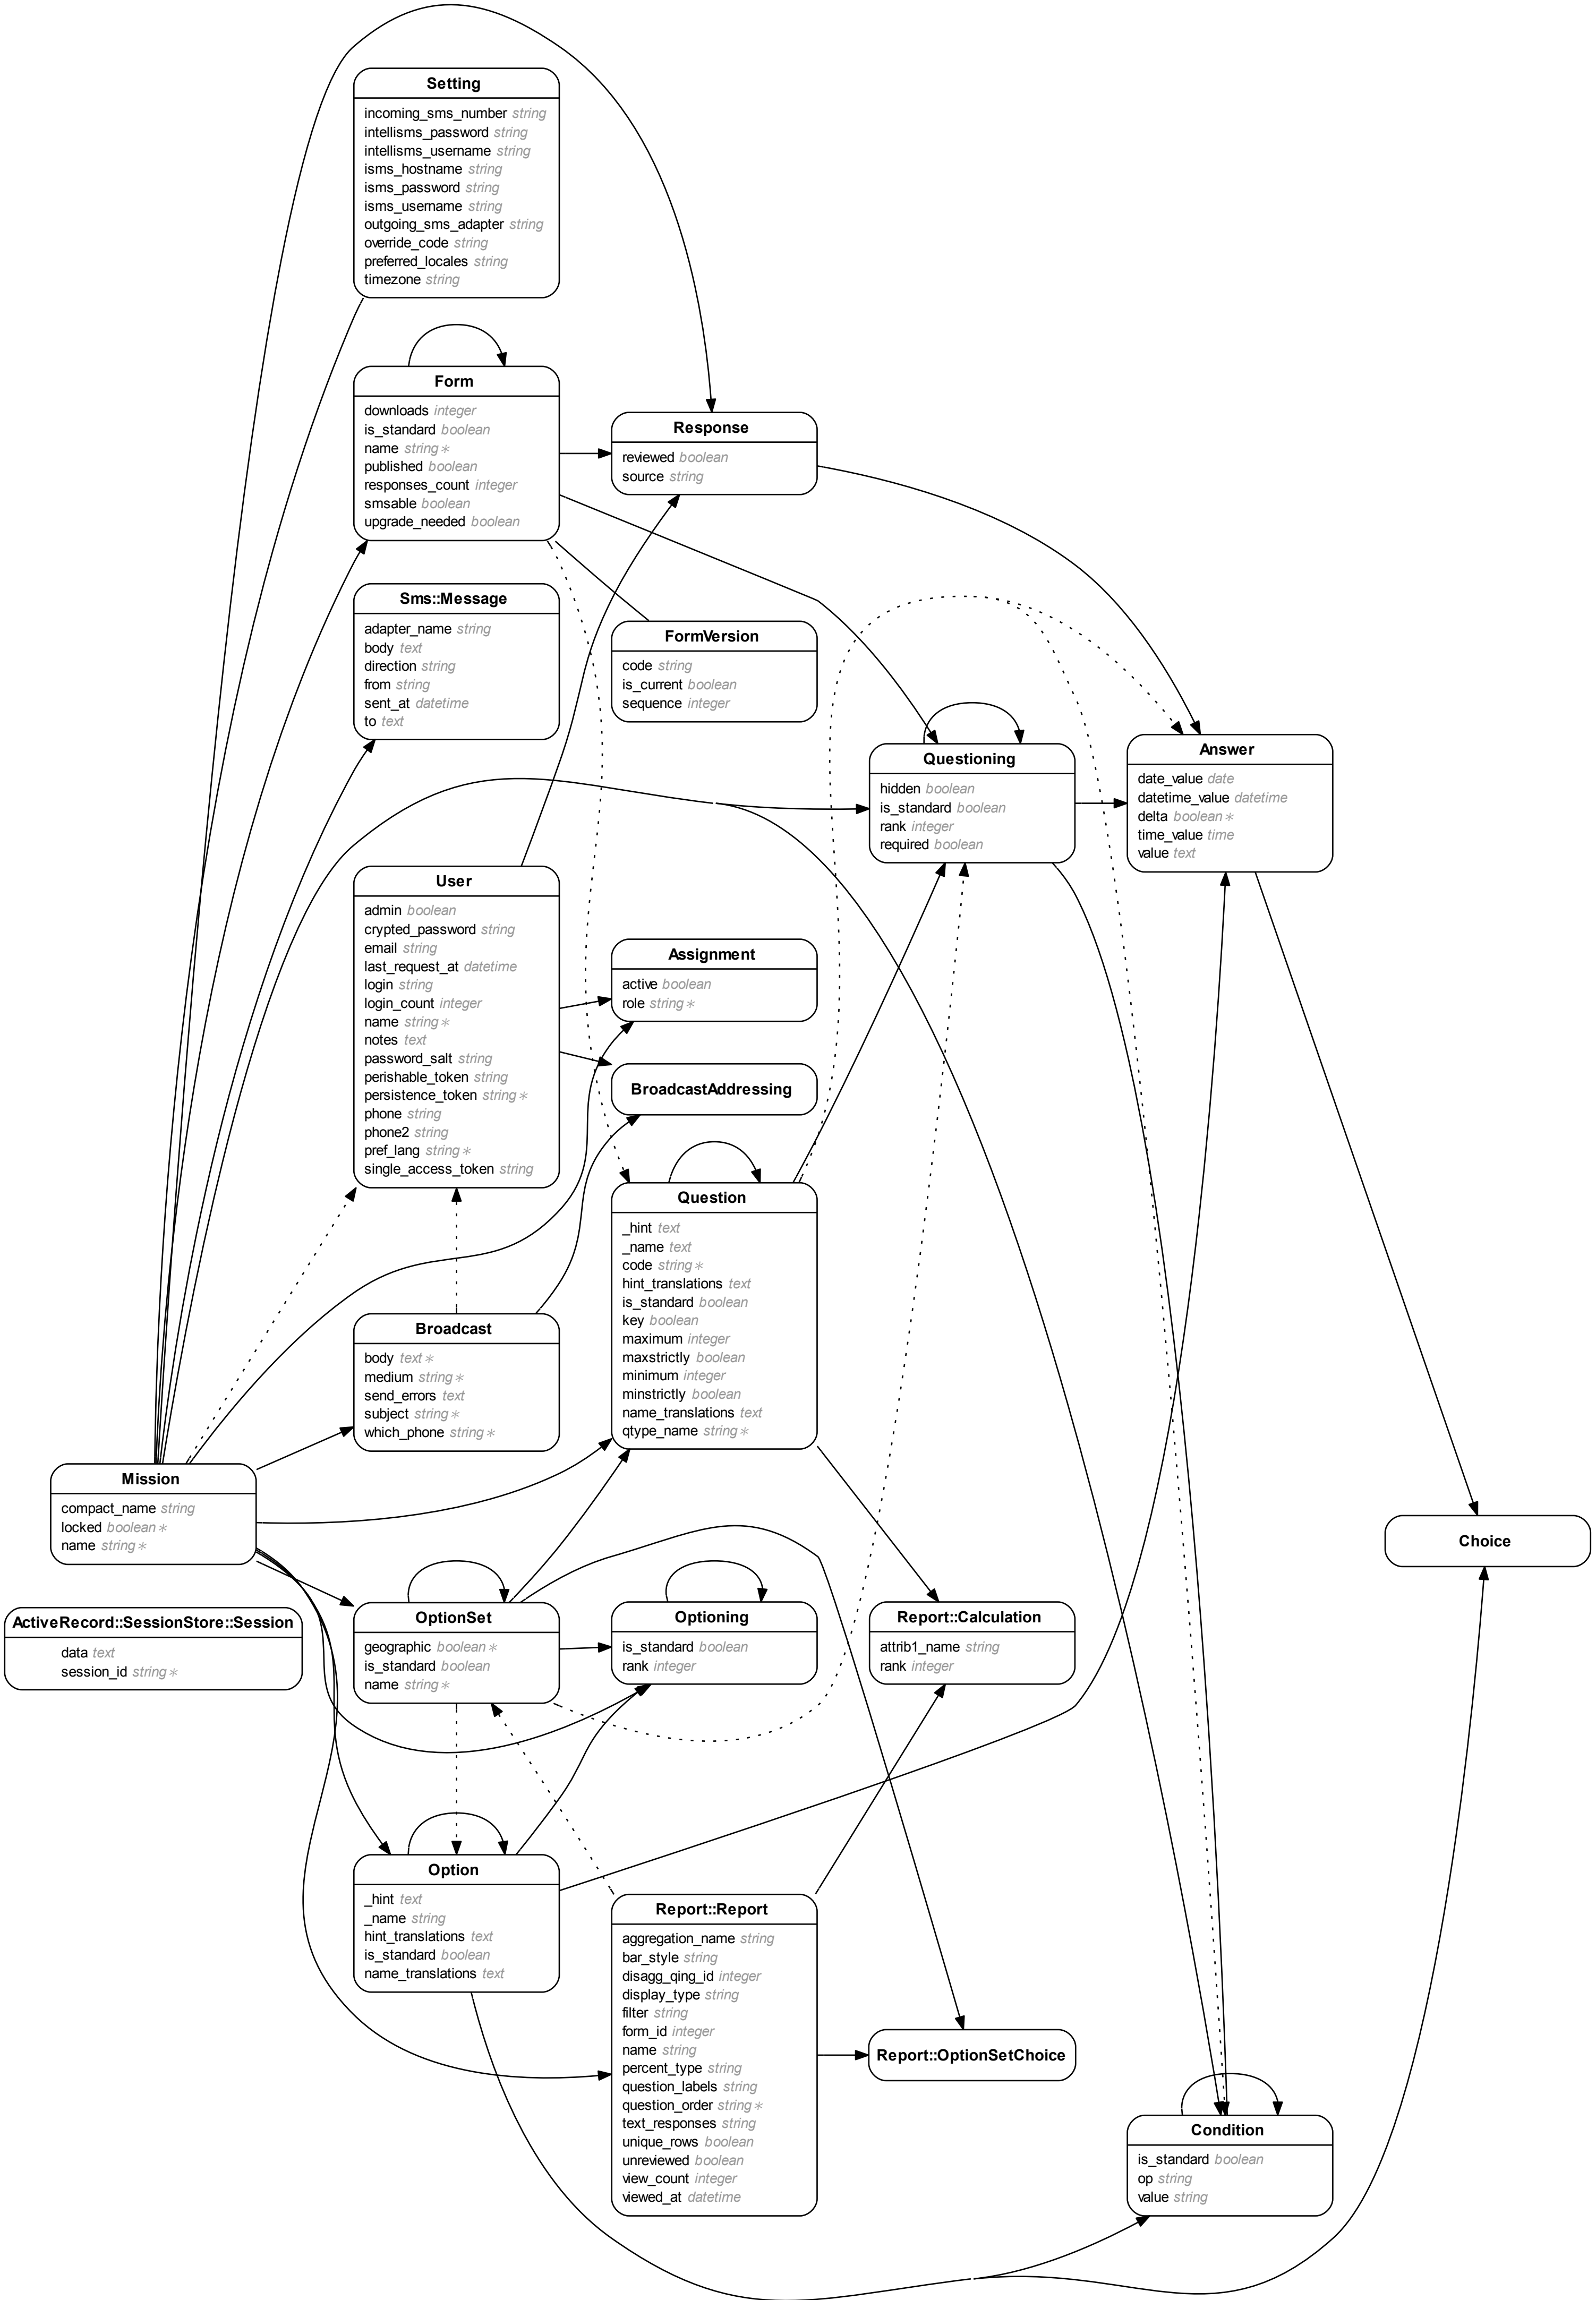 Setting
incoming_sms_number string
intellisms_password string
intellisms_username string
isms_hostname string
isms_password string
isms_username string
outgoing_sms_adapter string
override_code string
preferred_locales string
timezone string
Form
downloads integer
is_standard boolean
name string∗
published boolean
responses_count integer
smsable boolean
upgrade_needed boolean
Response
reviewed boolean
source string
Sms::Message
adapter_name string
body text
direction string
from string
sent_at datetime
to text
FormVersion
code string
is_current boolean
sequence integer
Questioning
hidden boolean
is_standard boolean
rank integer
required boolean
Answer
date_value date
datetime_value datetime
delta boolean∗
time_value time
value text
User
admin boolean
crypted_password string
email string
last_request_at datetime
login string
login_count integer
name string∗
notes text
password_salt string
perishable_token string
persistence_token string∗
phone string
phone2 string
pref_lang string∗
single_access_token string
Assignment
active boolean
role string∗
BroadcastAddressing
Question
_hint text
_name text
code string∗
hint_translations text
is_standard boolean
key boolean
maximum integer
maxstrictly boolean
minimum integer
minstrictly boolean
name_translations text
qtype_name string∗
Broadcast
body text∗
medium string∗
send_errors text
subject string∗
which_phone string∗
Mission
compact_name string
locked boolean∗
name string∗
Choice
ActiveRecord::SessionStore::Session
data text
session_id string∗
OptionSet
geographic boolean∗
is_standard boolean
name string∗
Optioning
is_standard boolean
rank integer
Report::Calculation
attrib1_name string
rank integer
Option
_hint text
_name string
hint_translations text
is_standard boolean
name_translations text
Report::Report
aggregation_name string
bar_style string
disagg_qing_id integer
display_type string
filter string
form_id integer
name string
percent_type string
question_labels string
question_order string∗
text_responses string
unique_rows boolean
unreviewed boolean
view_count integer
viewed_at datetime
Report::OptionSetChoice
Condition
is_standard boolean
op string
value string